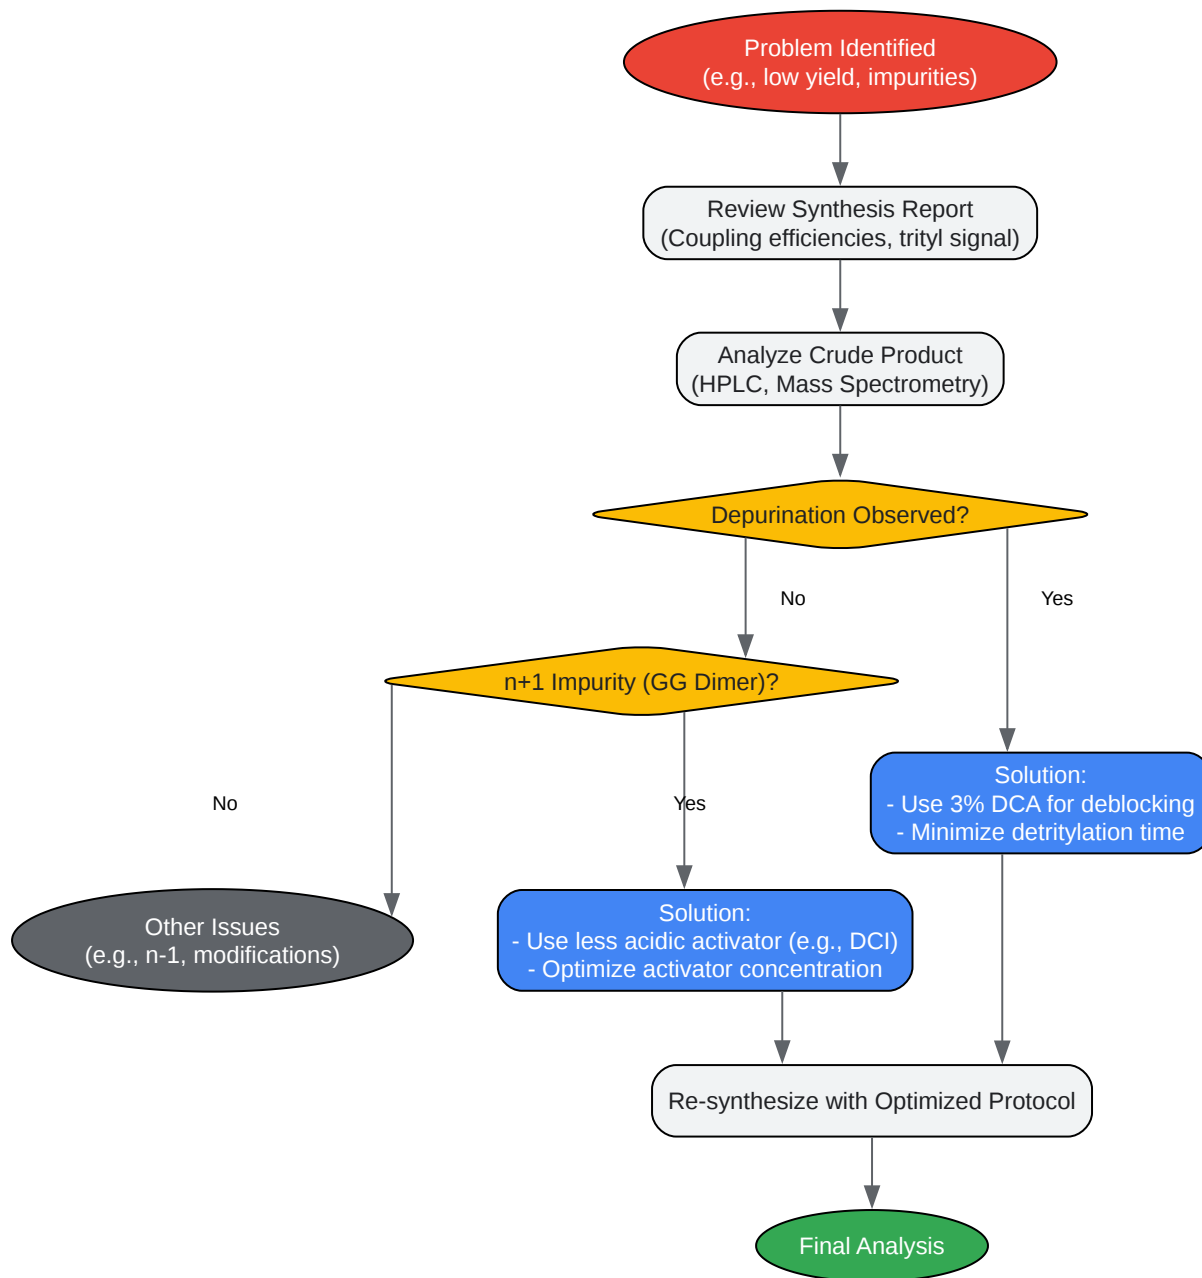 Problem Identified
(e.g., low yield, impurities)
Review Synthesis Report
(Coupling efficiencies, trityl signal)
Analyze Crude Product
(HPLC, Mass Spectrometry)
Depurination Observed?
No
Yes
n+1 Impurity (GG Dimer)?
Solution:
- Use 3% DCA for deblocking
- Minimize detritylation time
No
Yes
Other Issues
(e.g., n-1, modifications)
Solution:
- Use less acidic activator (e.g., DCI)
- Optimize activator concentration
Re-synthesize with Optimized Protocol
Final Analysis